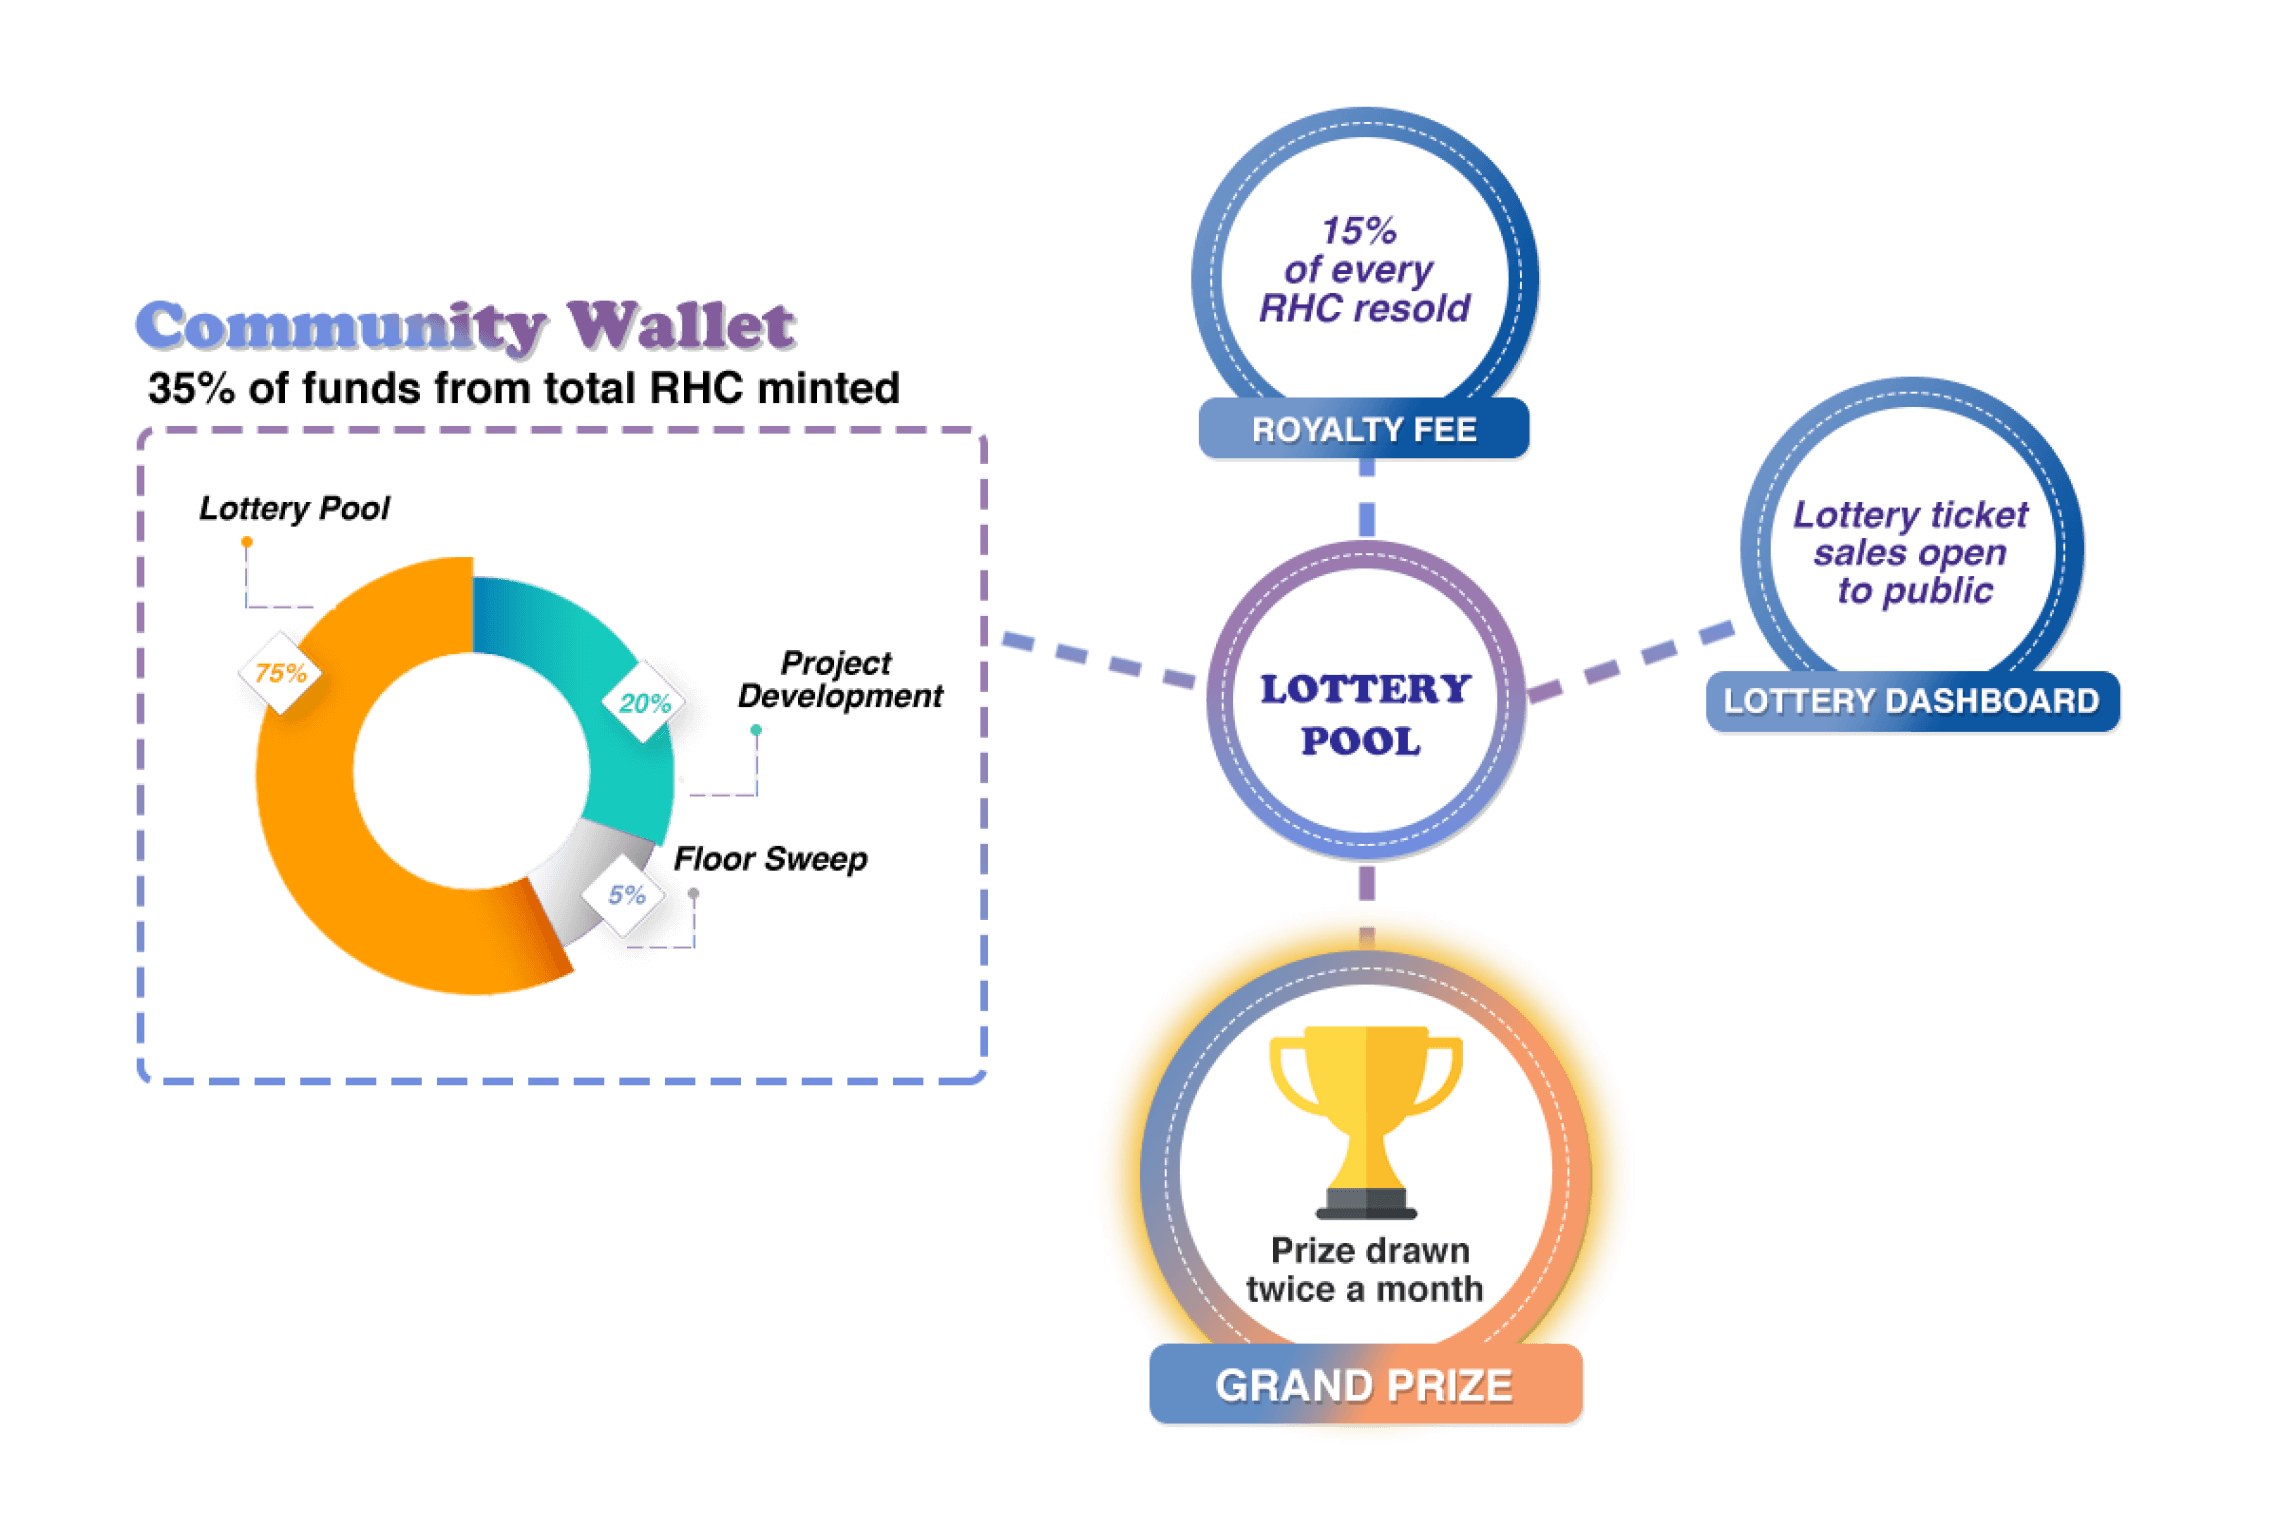 Community Wallet
35% of funds from total RHC minted
Lottery Pool
75%
20%
Project
Development
Floor Sweep
5%
15%
of every
RHC resold
ROYALTY FEE
Lottery ticket
sales open
to public
LOTTERY DASHBOARD
LOTTERY
POOL
Prize drawn
twice a month
GRAND PRIZE